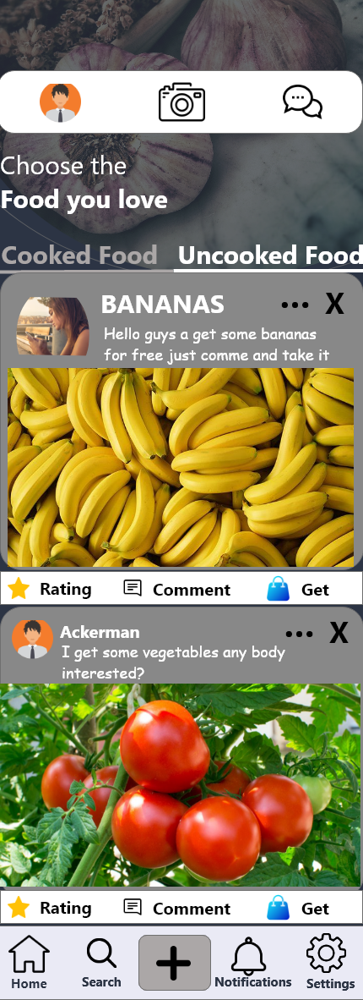 Choose the
Food you love
Cooked Food Uncooked Food
BANANAS
X
Hello guys a get some bananas
for free just comme and take it
Rating Comment Get
Ackerman
X
I get some vegetables any body
interested?
Rating Comment Get
Home Search Notifications Settings